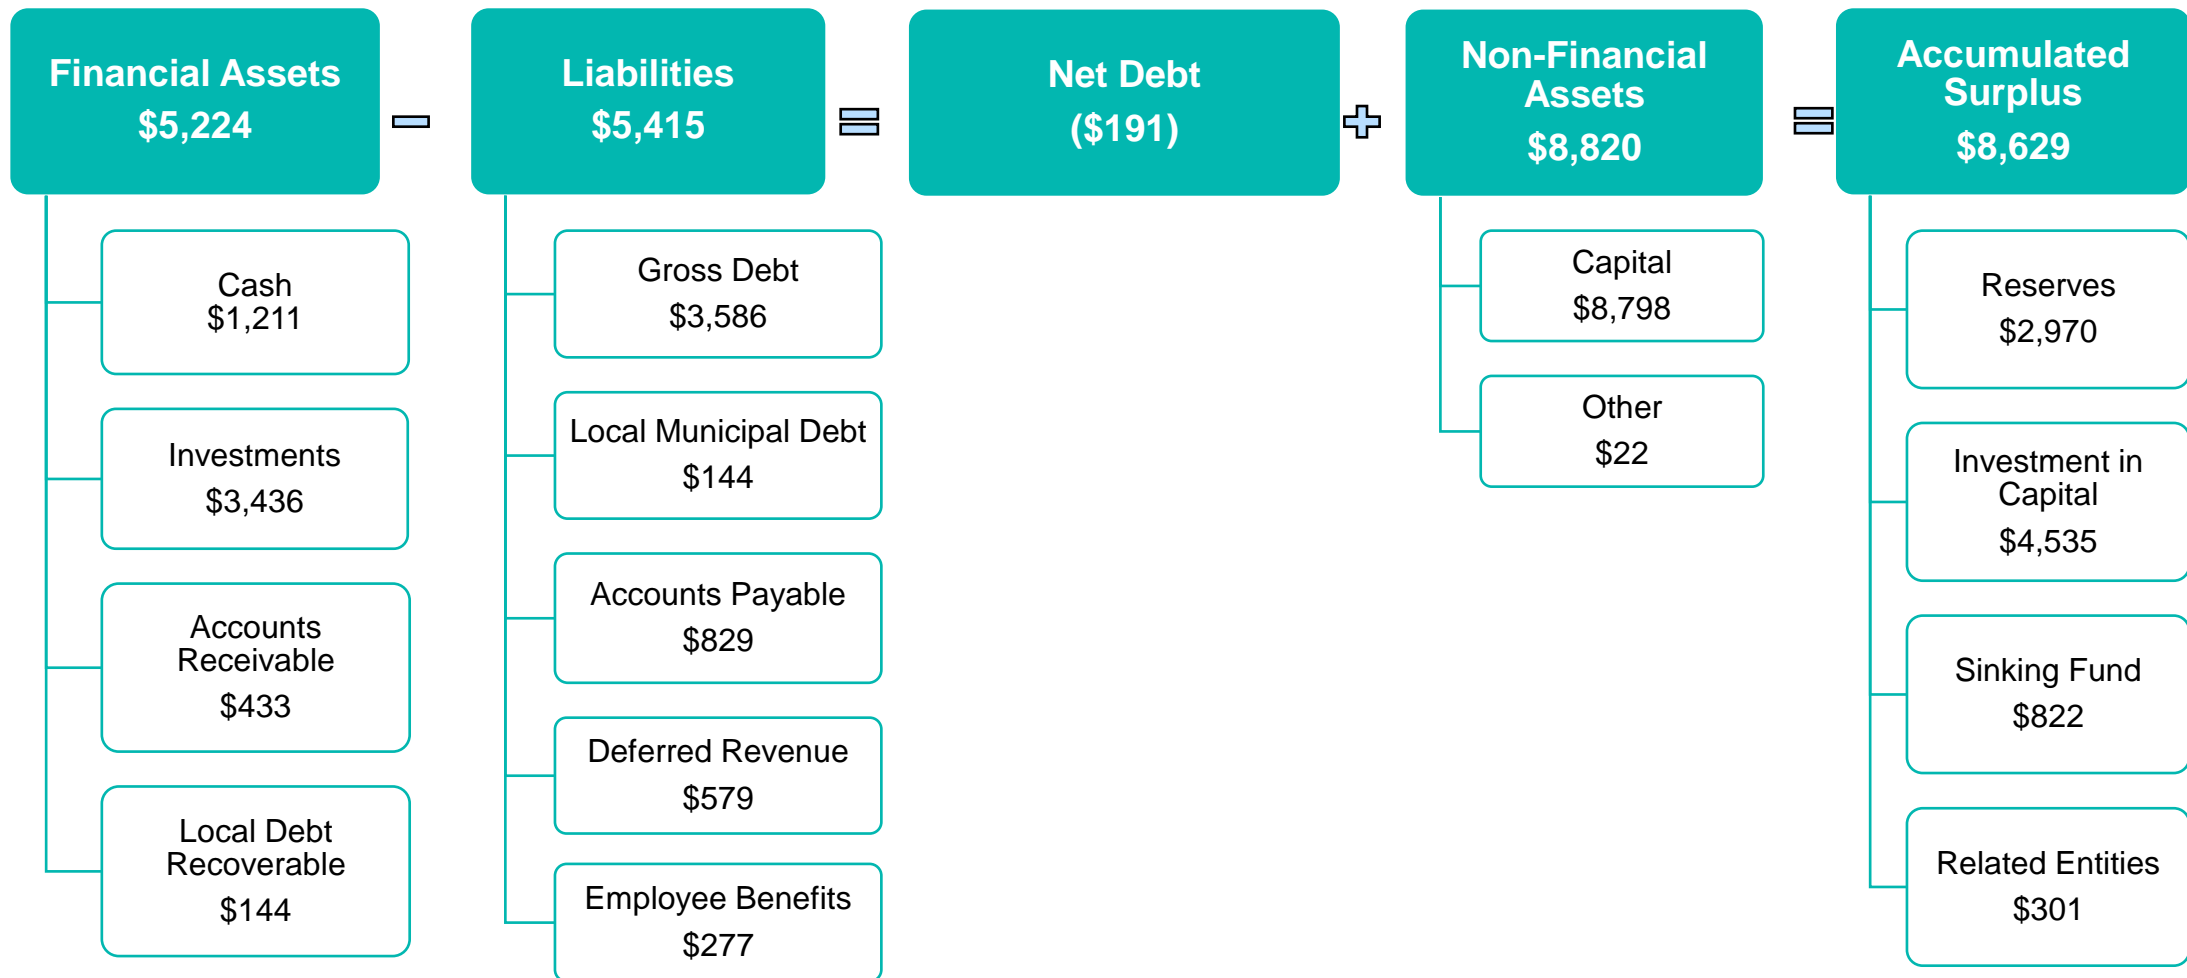 Financial Assets
$5,224
Cash
$1,211
Investments
$3,436
Accounts
Receivable
$433
Local Debt
Recoverable
$144
Liabilities
$5,415
Gross Debt
$3,586
Local Municipal Debt
$144
Accounts Payable
$829
Deferred Revenue
$579
Employee Benefits
$277
Net Debt
($191)
Non-Financial
Assets
$8,820
Capital
$8,798
Other
$22
Accumulated
Surplus
$8,629
Reserves
$2,970
Investment in
Capital
$4,535
Sinking Fund
$822
Related Entities
$301